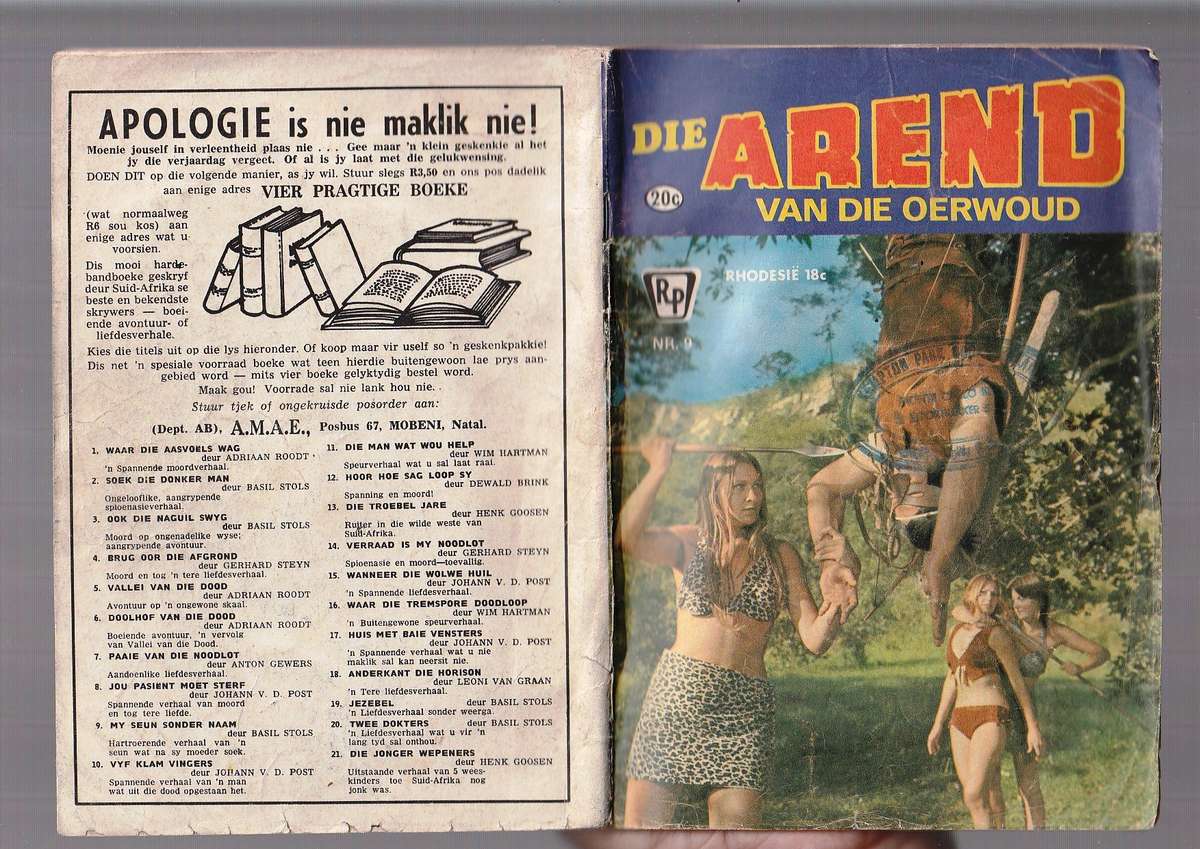 APOLOGIE is nie maklik nie!
Moenie jouself in verleentheid plaas nie . . . Gee maar 'n klein geskenkie al het
jy die verjaardag vergeet. Of al is jy laat met die gelukwensing.
DOEN DIT op die volgende manier, as jy wil. Stuur slegs R3,50 en ons pos dadelik
aan enige adres VIER PRAGTIGE BOEKE
(wat normaalweg
R6 sou kos) aan
enige adres wat u
voorsien.
Dis mooi harde-
bandboeke geskryf
deur Suid-Afrika se
beste en bekendste
skrywers — boei-
ende avontuur- of
liefdesverhale.
Kies die titels uit op die lys hieronder. Of koop maar vir uself so 'n geskenkpakkie!
Dis net 'n spesiale voorraad boeke wat teen hierdie buitengewoon lae prys aan-
gebied word — mits vier boeke gelyktydig bestel word.
Maak gou! Voorrade sal nie lank hou nie.
Stuur tjek of ongekruisde posorder aan:
(Dept. AB), A.M.A.E., Posbus 67, MOBENI, Natal.
1. WAAR DIE AASVOELS WAG
deur ADRIAAN ROODT
'n Spannende moordverhaal.
2. SOEK DIE DONKER MAN
deur BASIL STOLS
Ongelooflike, aangrypende
spioenasieverhaal.
3. OOK DIE NAGUIL SWYG
deur BASIL STOLS
Moord op ongenadelike wyse;
aangrypende avontuur.
4. BRUG OOR DIE AFGROND
deur GERHARD STEYN
Moord en tog 'n tere liefdesverhaal.
5. VALLEI VAN DIE DOOD
deur ADRIAAN ROODT
Avontuur op 'n ongewone skaal.
6. DOOLHOF VAN DIE DOOD
deur ADRIAAN ROODT
Boeiende avontuur, 'n vervolg
van Vallei van die Dood.
7. PAAIE VAN DIE NOODLOT
deur ANTON GEWERS
Aandoenlike liefdesverhaal.
8. JOU PASIENT MOET STERF
deur JOHANN V. D. POST
Spannende verhaal van moord
en tog tere liefde.
9. MY SEUN SONDER NAAM
deur BASIL STOLS
Hartroerende verhaal van 'n
seun wat na sy moeder soek.
10. VYF KLAM VINGERS
deur JOHANN V. D. POST
Spannende verhaal van 'n man
wat uit die dood opgestaan het.
11. DIE MAN WAT WOU HELP
deur WIM HARTMAN
Speurverhaal wat u sal laat raai.
12. HOOR HOE SAG LOOP SY
deur DEWALD BRINK
Spanning en moord!
13. DIE TROEBEL JARE
deur HENK GOOSEN
Ruiter in die wilde weste van
Suid-Afrika.
14. VERRAAD IS MY NOODLOT
deur GERHARD STEYN
Spioenasie en moord—toevallig.
15. WANNEER DIE WOLWE HUIL
deur JOHANN V. D. POST
'n Spannende Liefdesverhaal.
16. WAAR DIE TREMSPORE DOODLOOP
deur WIM HARTMAN
'n Buitengewone speurverhaal.
17. HUIS MET BAIE VENSTERS
deur JOHANN V. D. POST
'n Spannende verhaal wat u nie
maklik sal kan neersit nie.
18. ANDERKANT DIE HORISON
deur LEONI VAN GRAAN
'n Tere liefdesverhaal.
19. JEZEBEL deur BASIL STOLS
'n Liefdesverhaal sonder weerga.
20. TWEE DOKTERS deur BASIL STOLS
'n Liefdesverhaal wat u vir 'n
lang tyd sal onthou.
21. DIE JONGER WEPENERS
deur HENK GOOSEN
Uitstaande verhaal van 5 wees-
kinders toe Suid-Afrika nog
jonk was.
DIE AREND
20c
VAN DIE OERWOUD
RHODESIË 18c
RP
NR. 9